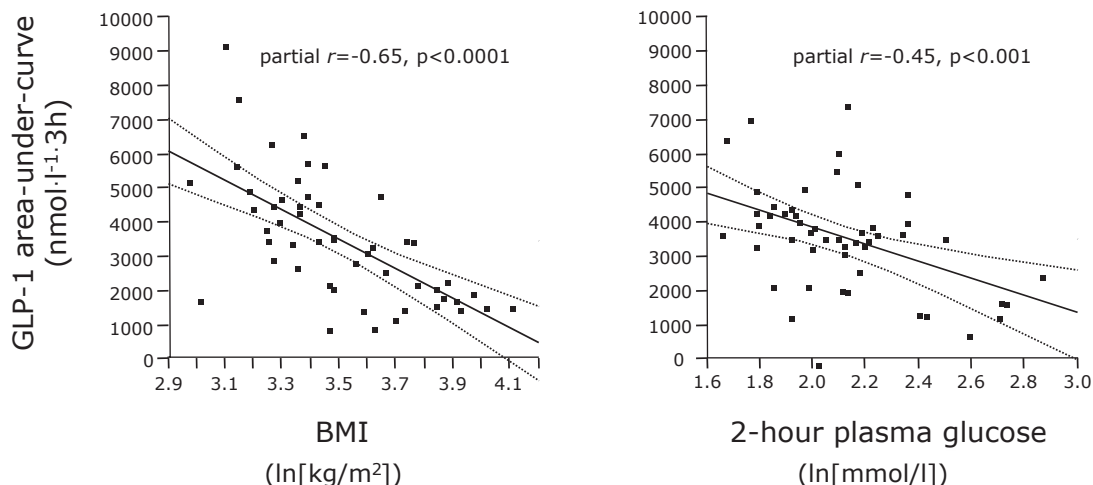 GLP-1 area-under-curve
(nmol·l⁻¹·3h)
10000
9000
8000
7000
6000
5000
4000
3000
2000
1000
0
partial r=-0.65, p<0.0001
2.9 3.1 3.3 3.5 3.7 3.9 4.1
BMI
(ln[kg/m²])
10000
9000
8000
7000
6000
5000
4000
3000
2000
1000
0
partial r=-0.45, p<0.001
1.6 1.8 2.0 2.2 2.4 2.6 2.8 3.0
2-hour plasma glucose
(ln[mmol/l])